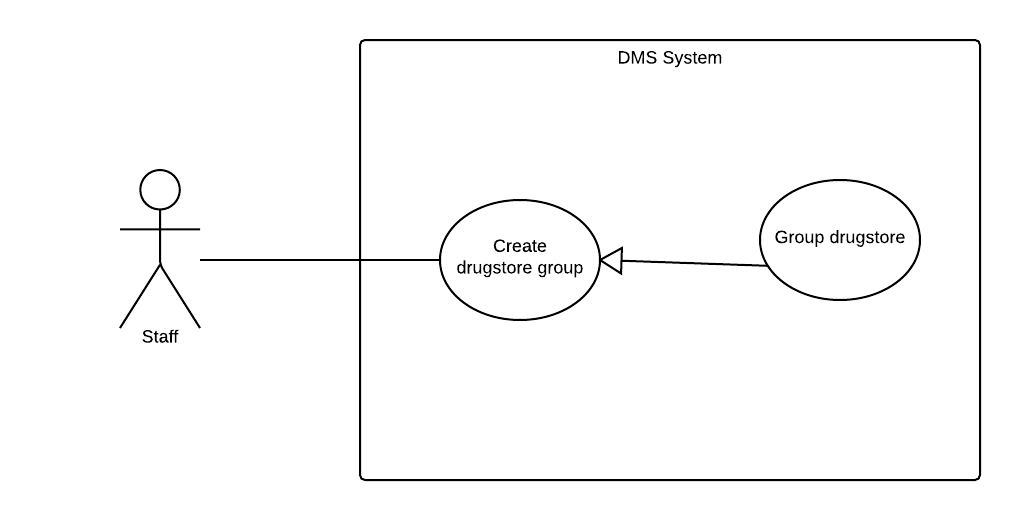 DMS System
Create
drugstore group
Group drugstore
Staff